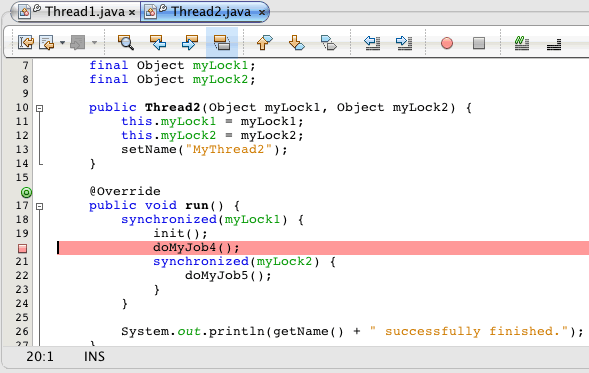 Thread1.java × Thread2.java ×
7 final Object myLock1;
8 final Object myLock2;
9
10 public Thread2(Object myLock1, Object myLock2) {
11 this.myLock1 = myLock1;
12 this.myLock2 = myLock2;
13 setName("MyThread2");
14 }
15
@Override
17 public void run() {
18 synchronized(myLock1) {
19 init();
doMyJob4();
21 synchronized(myLock2) {
22 doMyJob5();
23 }
24 }
25
26 System.out.println(getName() + " successfully finished.");
27 }
20:1 INS